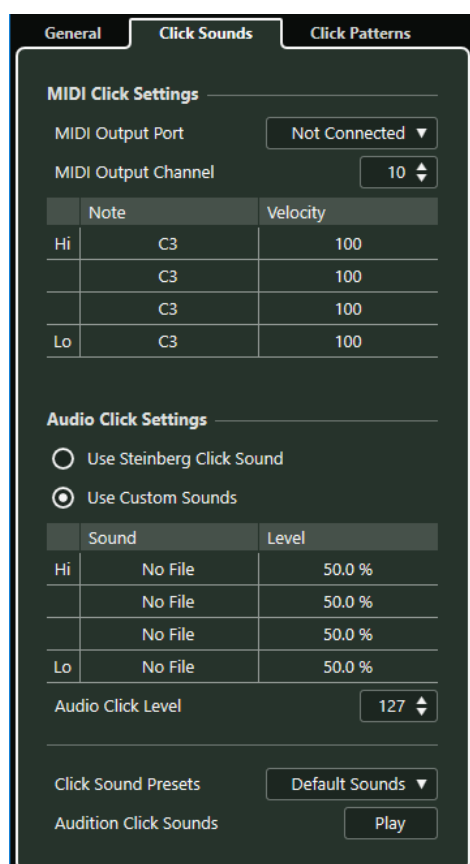 General Click Sounds Click Patterns
MIDI Click Settings
MIDI Output Port Not Connected
MIDI Output Channel 10
Note Velocity
Hi C3 100
C3 100
C3 100
Lo C3 100
Audio Click Settings
Use Steinberg Click Sound
Use Custom Sounds
Sound Level
Hi No File 50.0 %
No File 50.0 %
No File 50.0 %
Lo No File 50.0 %
Audio Click Level 127
Click Sound Presets Default Sounds
Audition Click Sounds Play